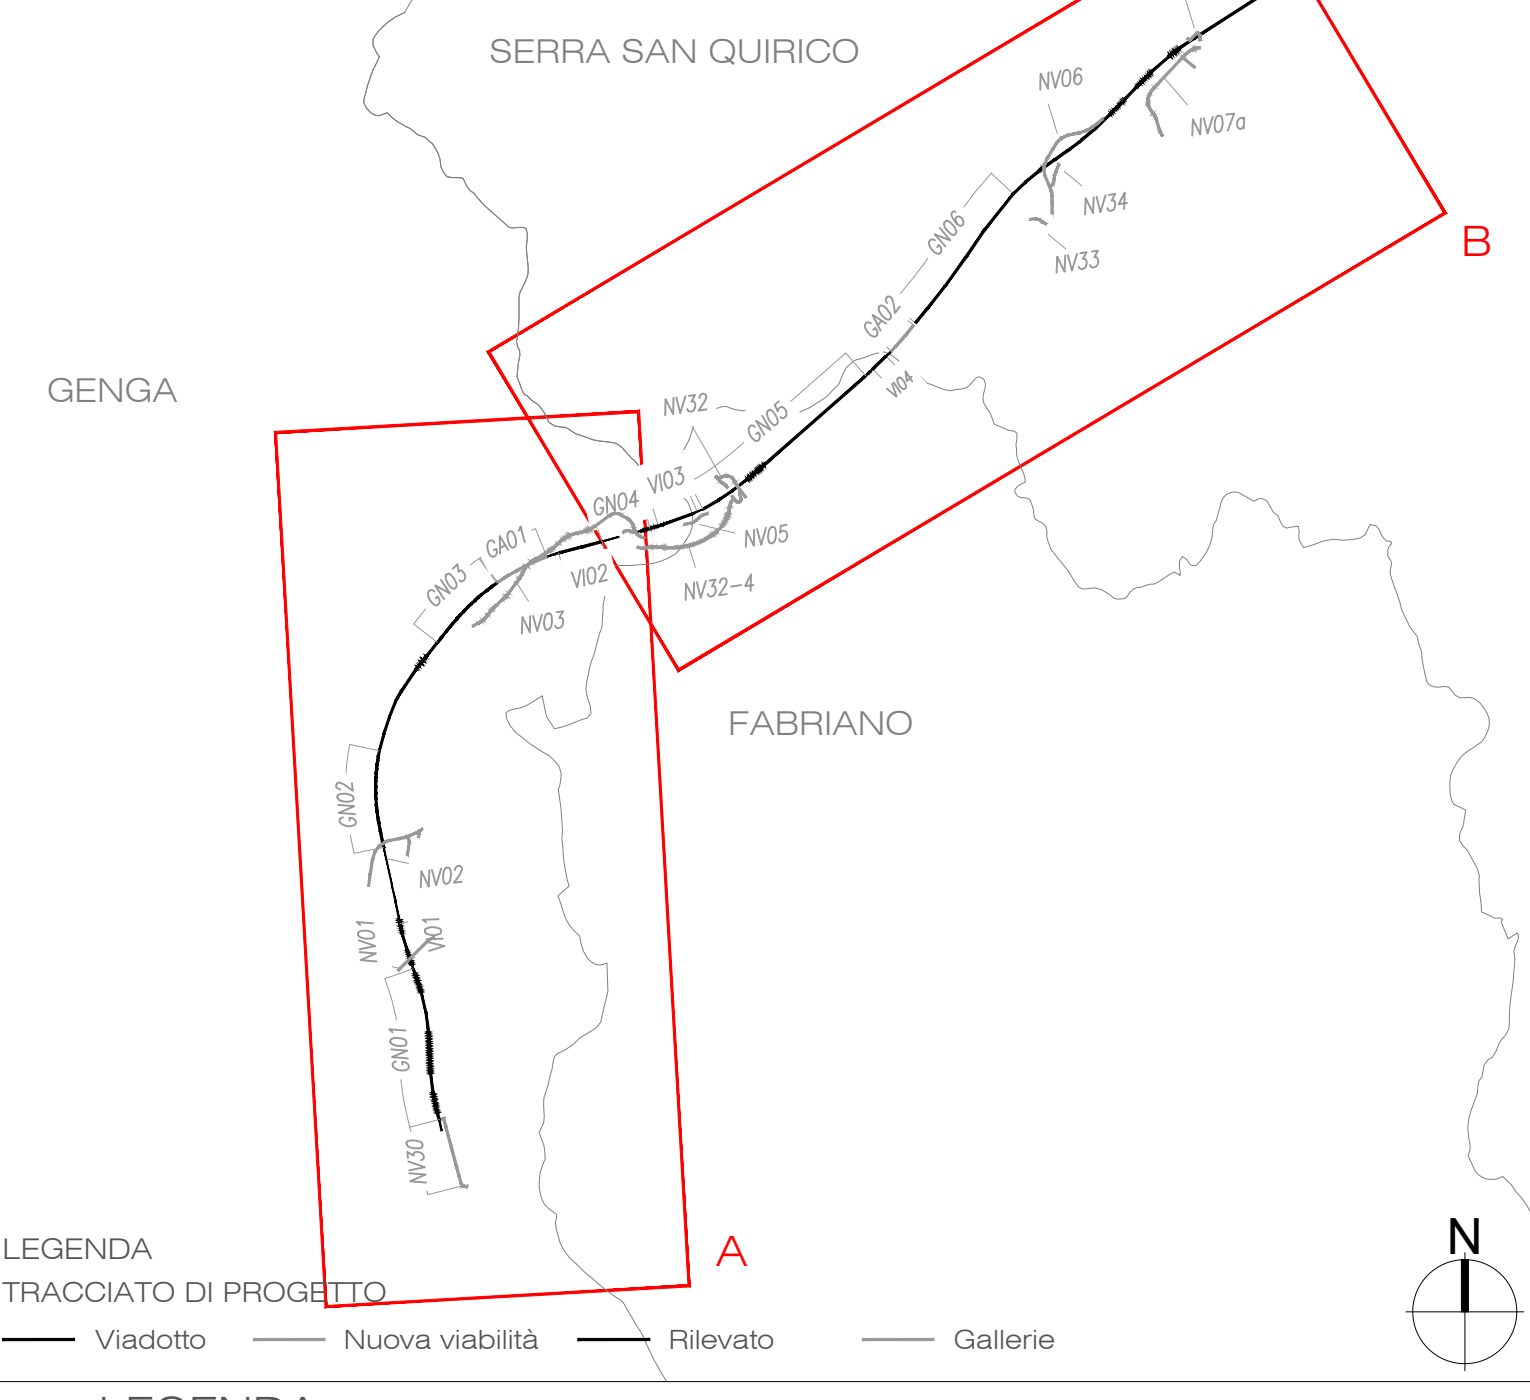 SERRA SAN QUIRICO
NV06
NV07a
NV34
NV33
GN06
B
GA02
VI04
GENGA
NV32
GN05
VI03
GN04
NV05
GA01
VI02
NV32-4
GN03
NV03
FABRIANO
GN02
NV02
NV01
VI01
GN01
NV30
A
N
LEGENDA
TRACCIATO DI PROGETTO
Viadotto Nuova viabilità Rilevato Gallerie
LEGENDA